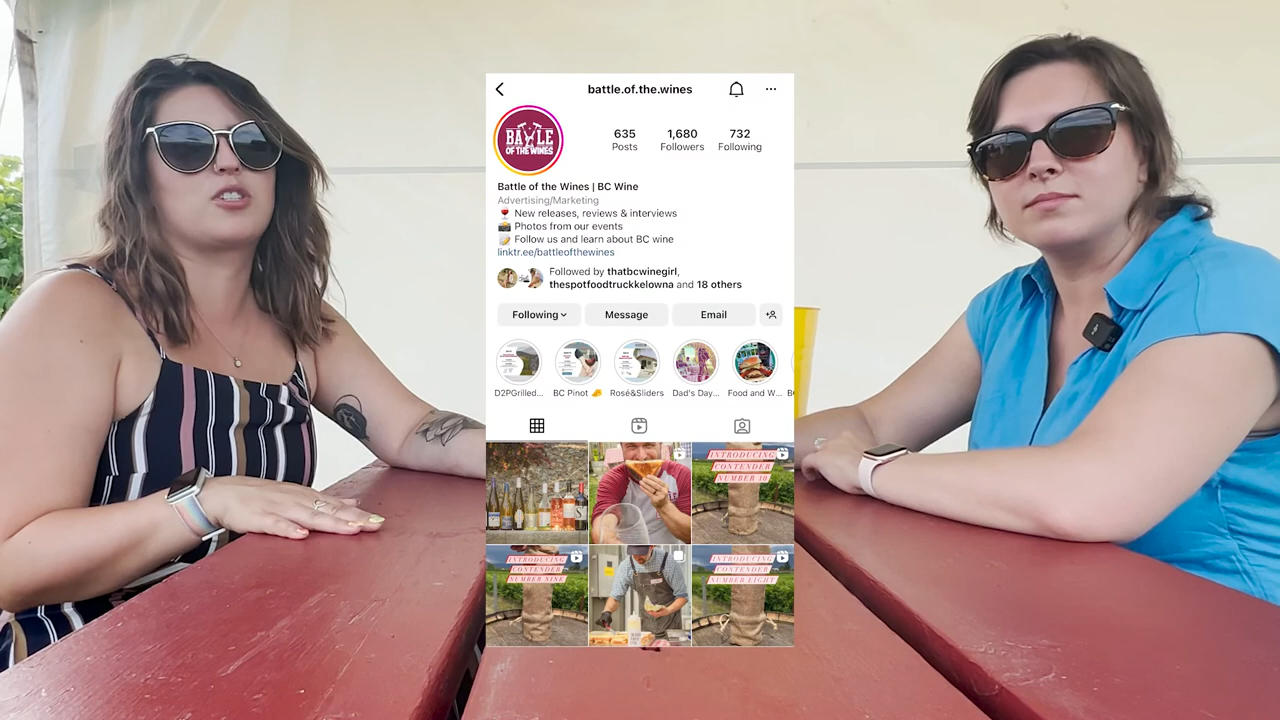 battle.of.the.wines
BATTLE
OF THE WINES
635
Posts
1,680
Followers
732
Following
Battle of the Wines | BC Wine
Advertising/Marketing
New releases, reviews & interviews
Photos from our events
Follow us and learn about BC wine
linktr.ee/battleofthewines
Followed by thatbcwinegirl,
thespotfoodtruckkelowna and 18 others
Following
Message
Email
D2PGrilled...
BC Pinot
Rosé&Sliders
Dad's Day...
Food and W...
INTRODUCING
CONTENDER
NUMBER 10
INTRODUCING
CONTENDER
NUMBER NINE
INTRODUCING
CONTENDER
NUMBER EIGHT